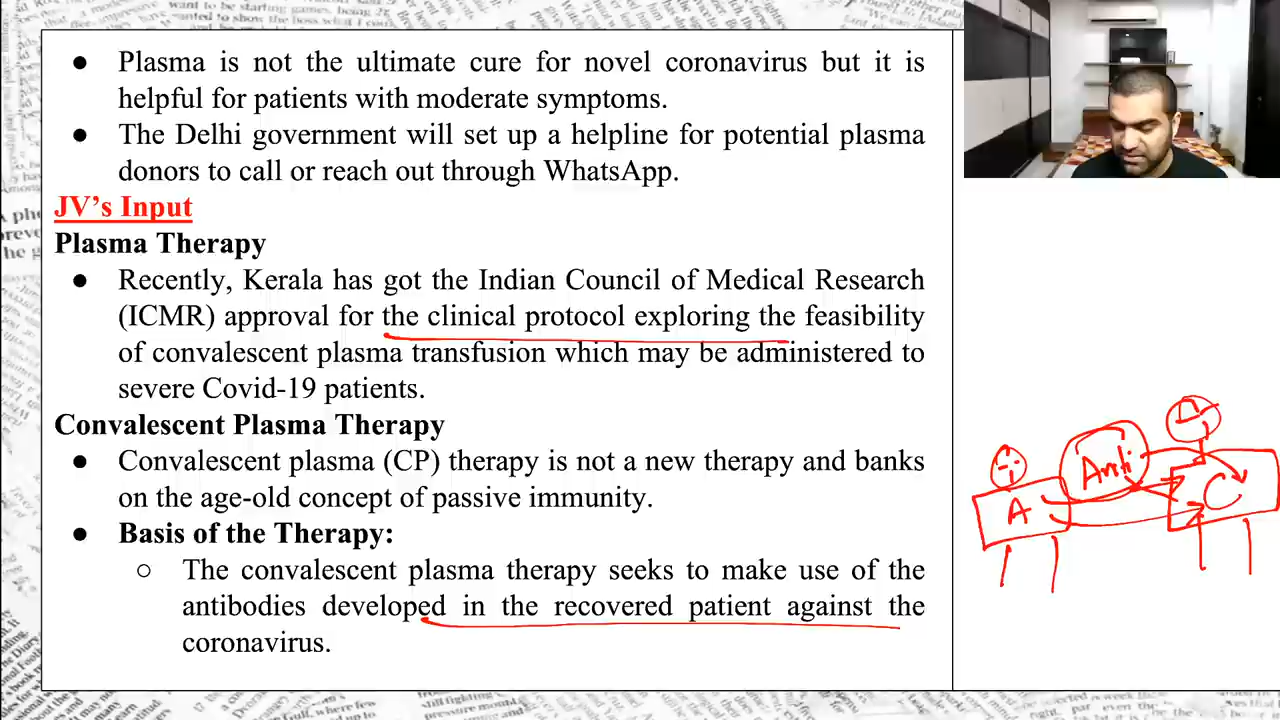 ● Plasma is not the ultimate cure for novel coronavirus but it is
helpful for patients with moderate symptoms.
● The Delhi government will set up a helpline for potential plasma
donors to call or reach out through WhatsApp.
JV’s Input
Plasma Therapy
● Recently, Kerala has got the Indian Council of Medical Research
(ICMR) approval for the clinical protocol exploring the feasibility
of convalescent plasma transfusion which may be administered to
severe Covid-19 patients.
Convalescent Plasma Therapy
● Convalescent plasma (CP) therapy is not a new therapy and banks
on the age-old concept of passive immunity.
● Basis of the Therapy:
○ The convalescent plasma therapy seeks to make use of the
antibodies developed in the recovered patient against the
coronavirus.
Anti
A
C